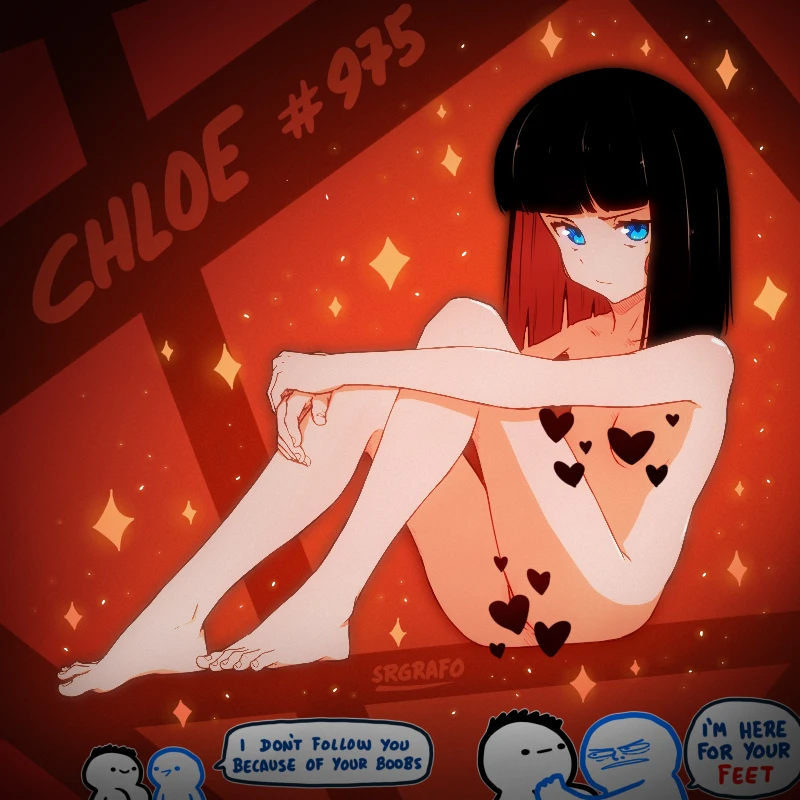 CHLOE #975
SRGRAFO
I DON'T FOLLOW YOU
BECAUSE OF YOUR BOOBS
I'M HERE
FOR YOUR
FEET